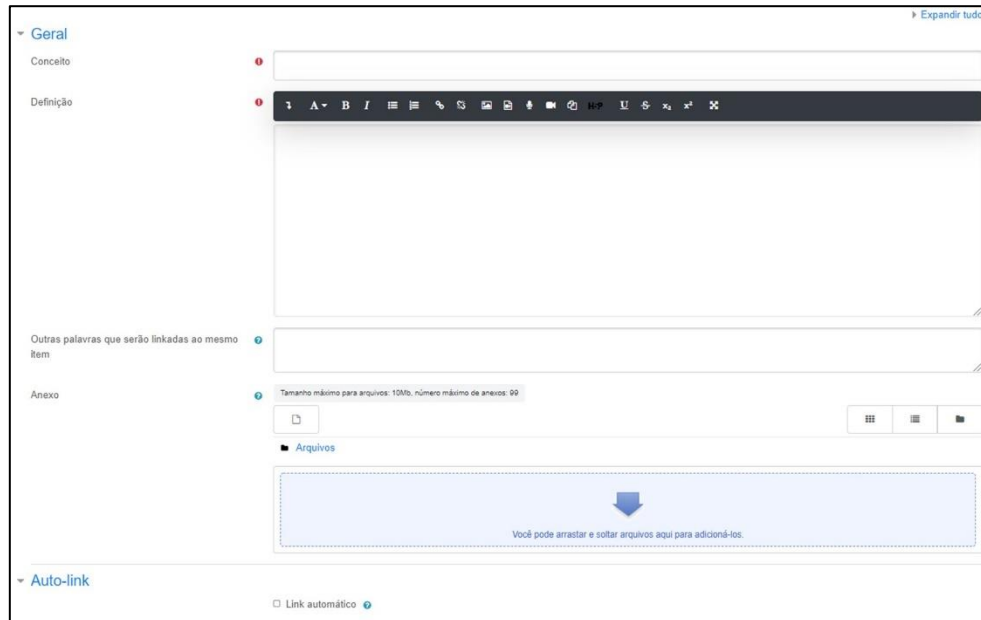 Expandir tudo
Geral
Conceito
Definição
A B I H-P U S x₂ x²
Outras palavras que serão linkadas ao mesmo
item
Anexo
Tamanho máximo para arquivos: 10Mb, número máximo de anexos: 99
Arquivos
Você pode arrastar e soltar arquivos aqui para adicioná-los.
Auto-link
Link automático